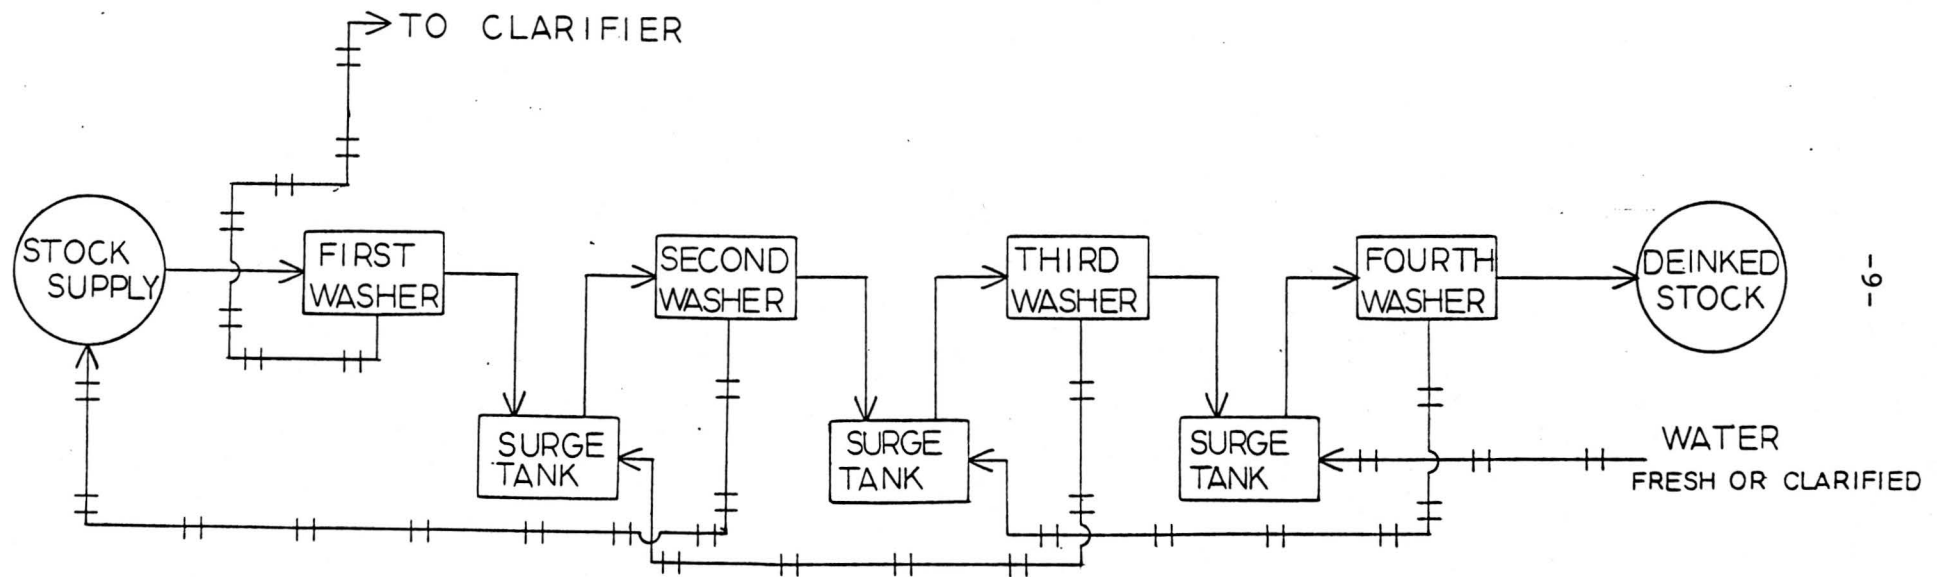 TO CLARIFIER
STOCK
SUPPLY
FIRST
WASHER
SECOND
WASHER
THIRD
WASHER
FOURTH
WASHER
DEINKED
STOCK
-9-
SURGE
TANK
SURGE
TANK
SURGE
TANK
WATER
FRESH OR CLARIFIED